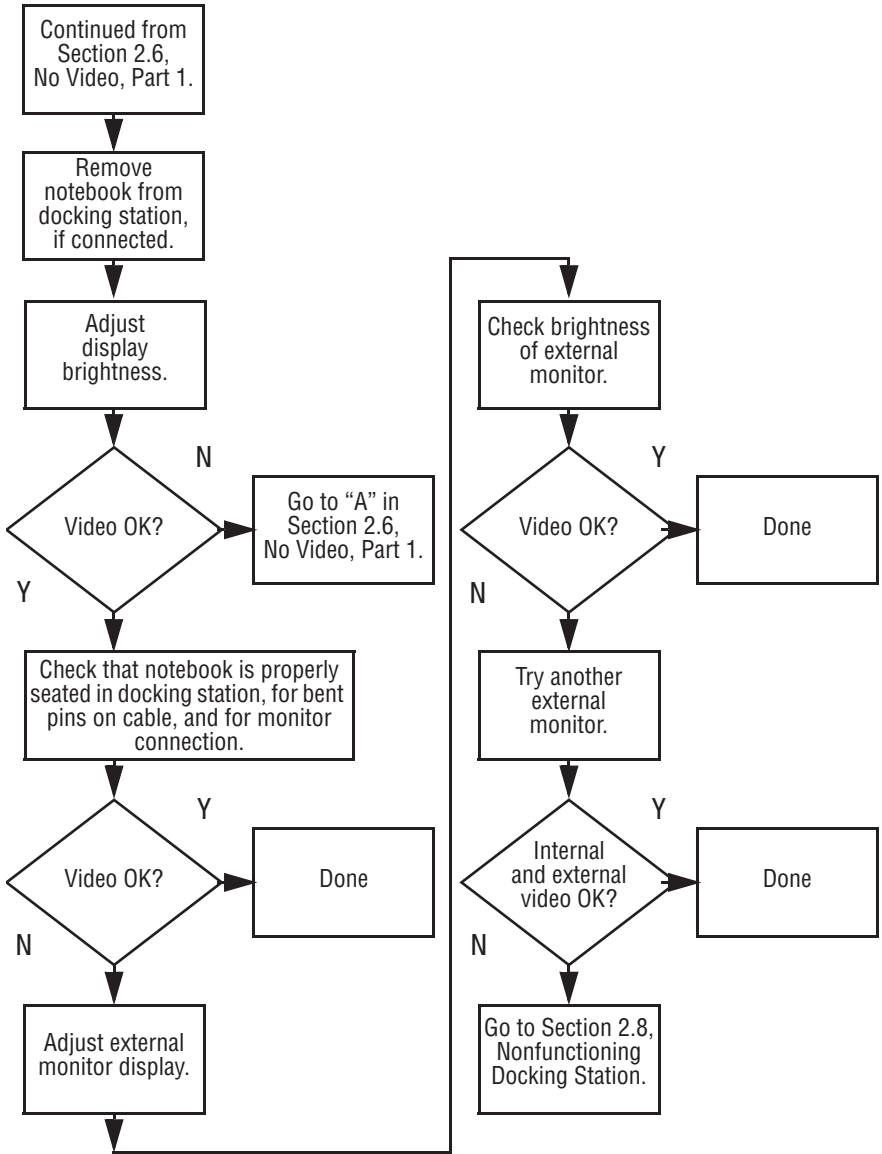 Continued from
Section 2.6,
No Video, Part 1.
Remove
notebook from
docking station,
if connected.
Adjust
display
brightness.
Video OK?
N
Y
Go to “A” in
Section 2.6,
No Video, Part 1.
Check that notebook is properly
seated in docking station, for bent
pins on cable, and for monitor
connection.
Video OK?
Y
N
Done
Adjust external
monitor display.
Check brightness
of external
monitor.
Video OK?
Y
N
Done
Try another
external
monitor.
Internal
and external
video OK?
Y
N
Done
Go to Section 2.8,
Nonfunctioning
Docking Station.